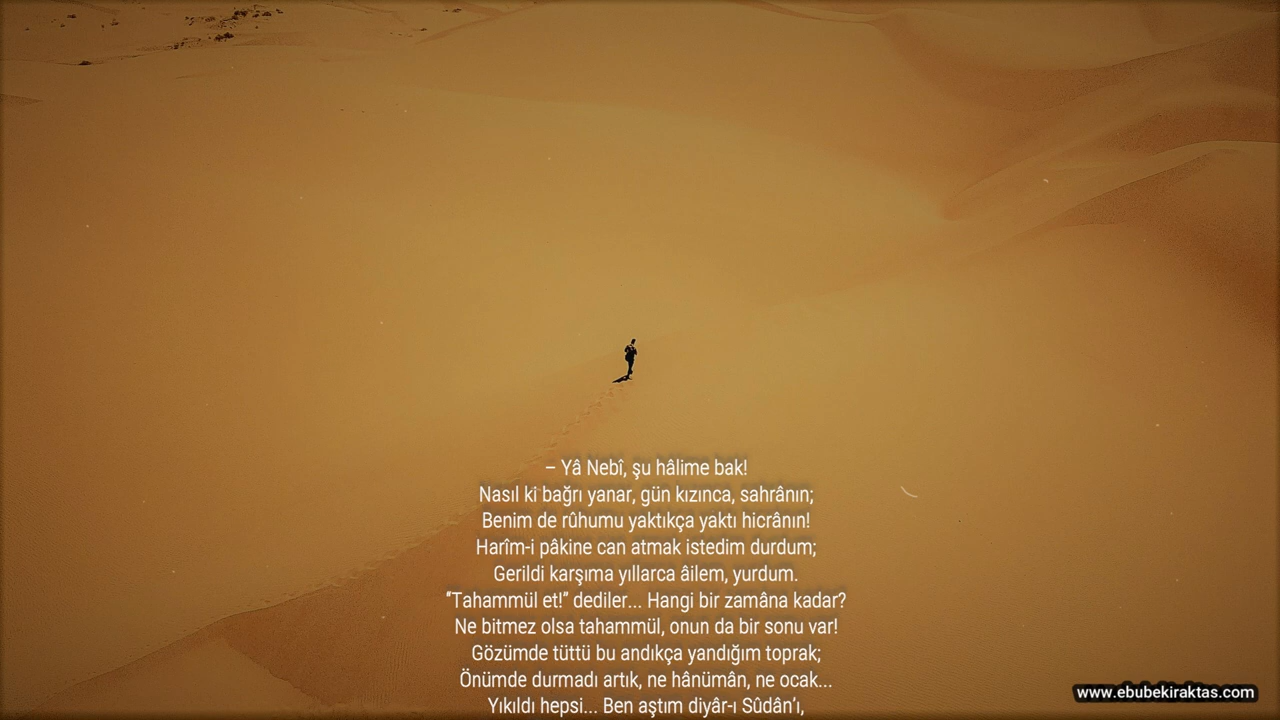 – Yâ Nebî, şu hâlime bak!
Nasıl ki bağrı yanar, gün kızınca, sahrânın;
Benim de rûhumu yaktıkça yaktı hicrânın!
Harîm-i pâkine can atmak istedim durdum;
Gerildi karşıma yıllarca âilem, yurdum.
“Tahammül et!” dediler... Hangi bir zamâna kadar?
Ne bitmez olsa tahammül, onun da bir sonu var!
Gözümde tüttü bu andıkça yandığım toprak;
Önümde durmadı artık, ne hânümân, ne ocak...
Yıkıldı hepsi... Ben aştım diyâr-ı Sûdân’ı,
www.ebubekiraktas.com